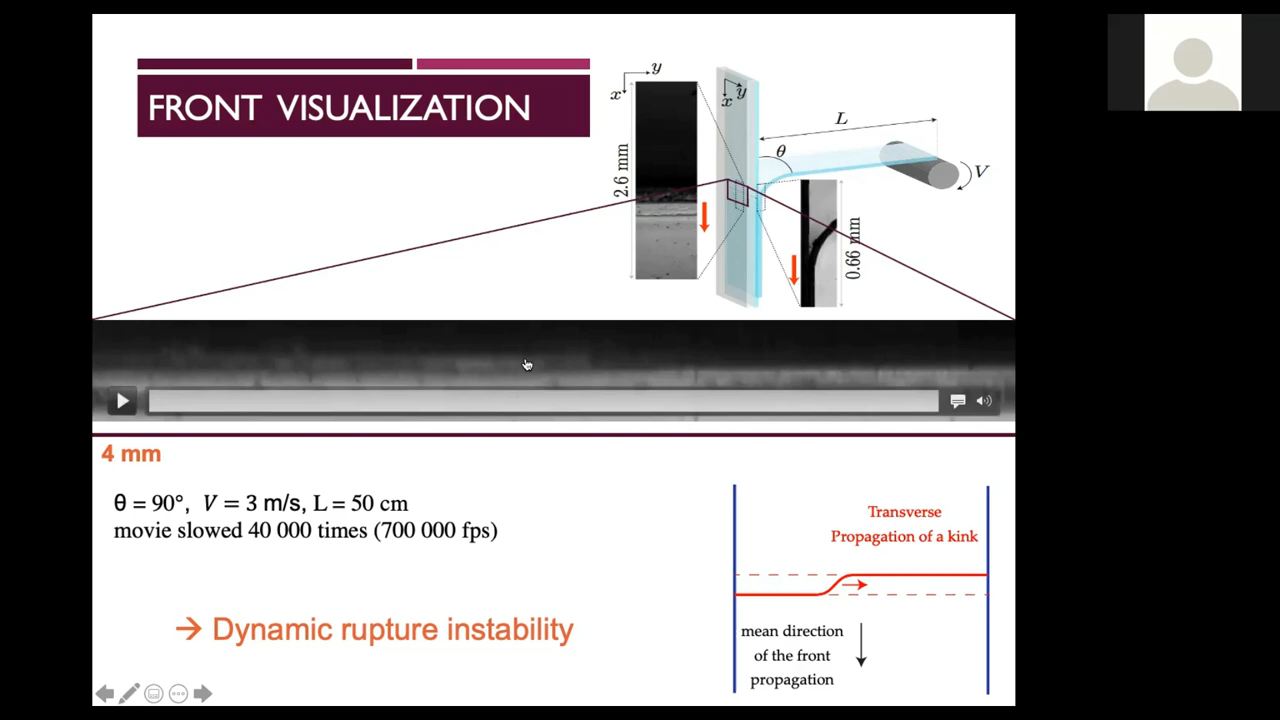 FRONT VISUALIZATION
y
x
2.6 mm
y
x
L
θ
V
0.66 mm
4 mm
θ = 90°, V = 3 m/s, L = 50 cm
movie slowed 40 000 times (700 000 fps)
→ Dynamic rupture instability
Transverse
Propagation of a kink
mean direction
of the front
propagation